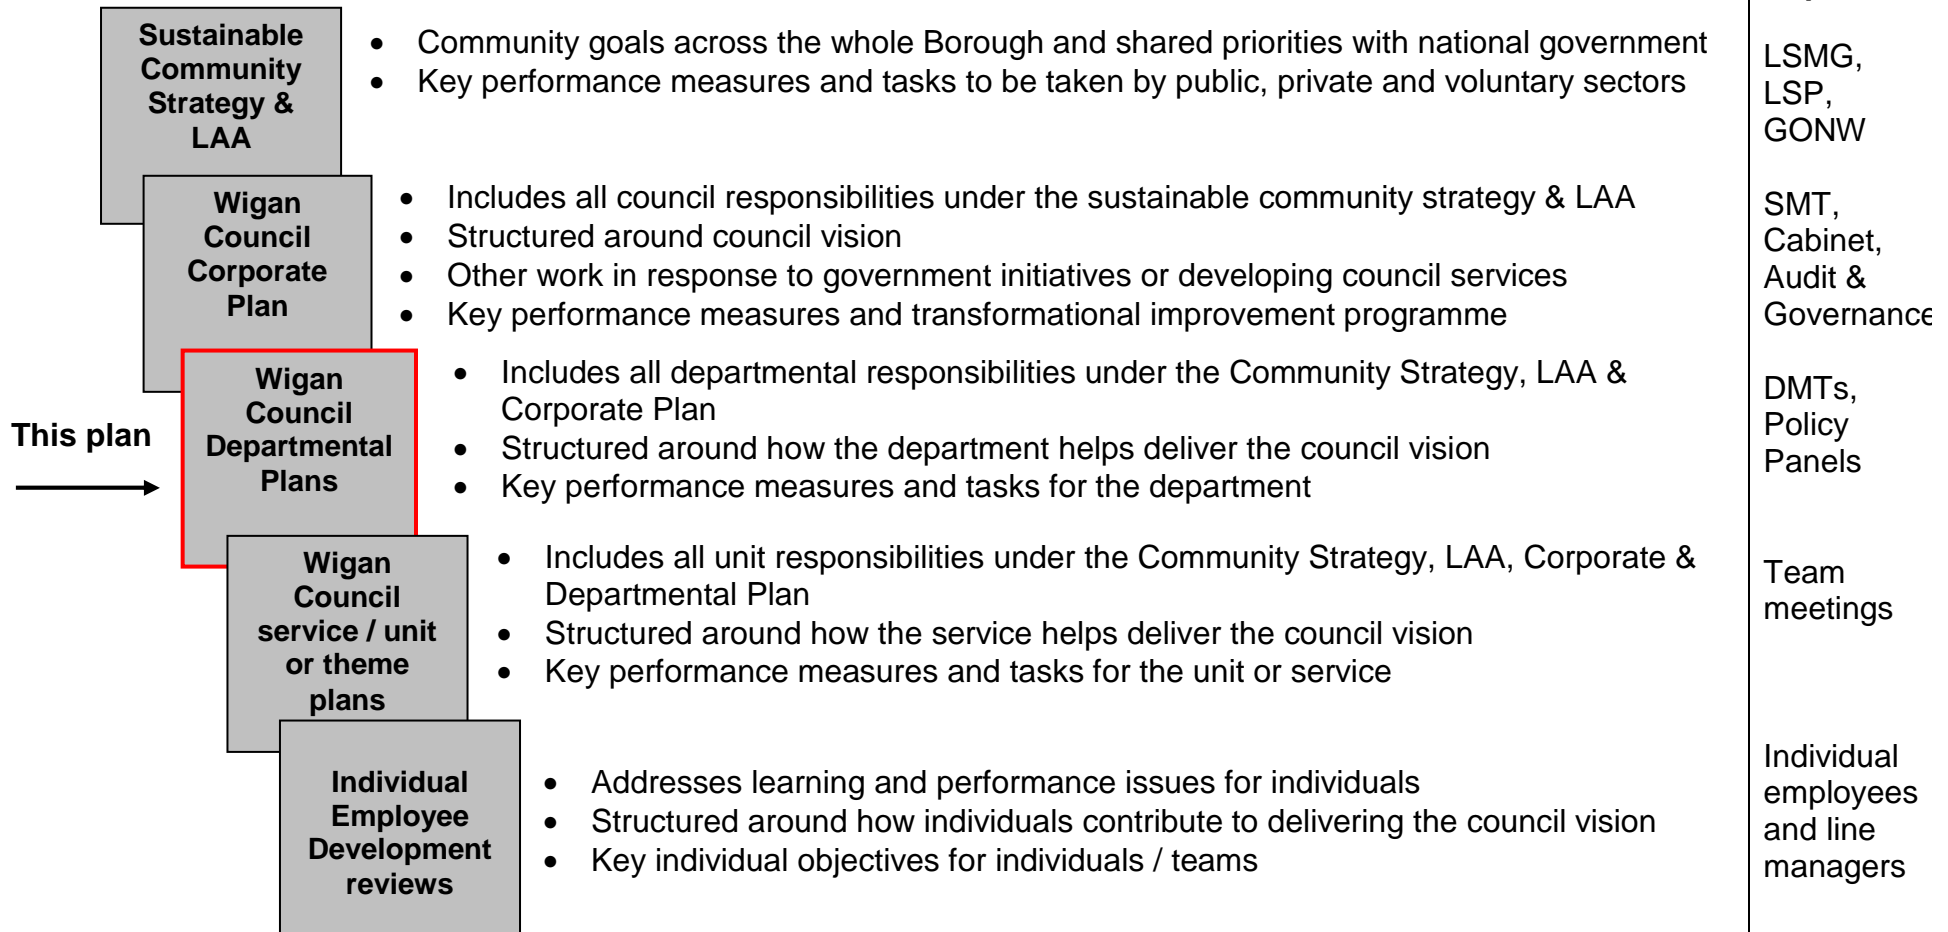 Sustainable
Community
Strategy &
LAA
• Community goals across the whole Borough and shared priorities with national government
• Key performance measures and tasks to be taken by public, private and voluntary sectors
LSMG,
LSP,
GONW
Wigan
Council
Corporate
Plan
• Includes all council responsibilities under the sustainable community strategy & LAA
• Structured around council vision
• Other work in response to government initiatives or developing council services
• Key performance measures and transformational improvement programme
SMT,
Cabinet,
Audit &
Governance
This plan
Wigan
Council
Departmental
Plans
• Includes all departmental responsibilities under the Community Strategy, LAA &
Corporate Plan
• Structured around how the department helps deliver the council vision
• Key performance measures and tasks for the department
DMTs,
Policy
Panels
Wigan
Council
service / unit
or theme
plans
• Includes all unit responsibilities under the Community Strategy, LAA, Corporate &
Departmental Plan
• Structured around how the service helps deliver the council vision
• Key performance measures and tasks for the unit or service
Team
meetings
Individual
Employee
Development
reviews
• Addresses learning and performance issues for individuals
• Structured around how individuals contribute to delivering the council vision
• Key individual objectives for individuals / teams
Individual
employees
and line
managers